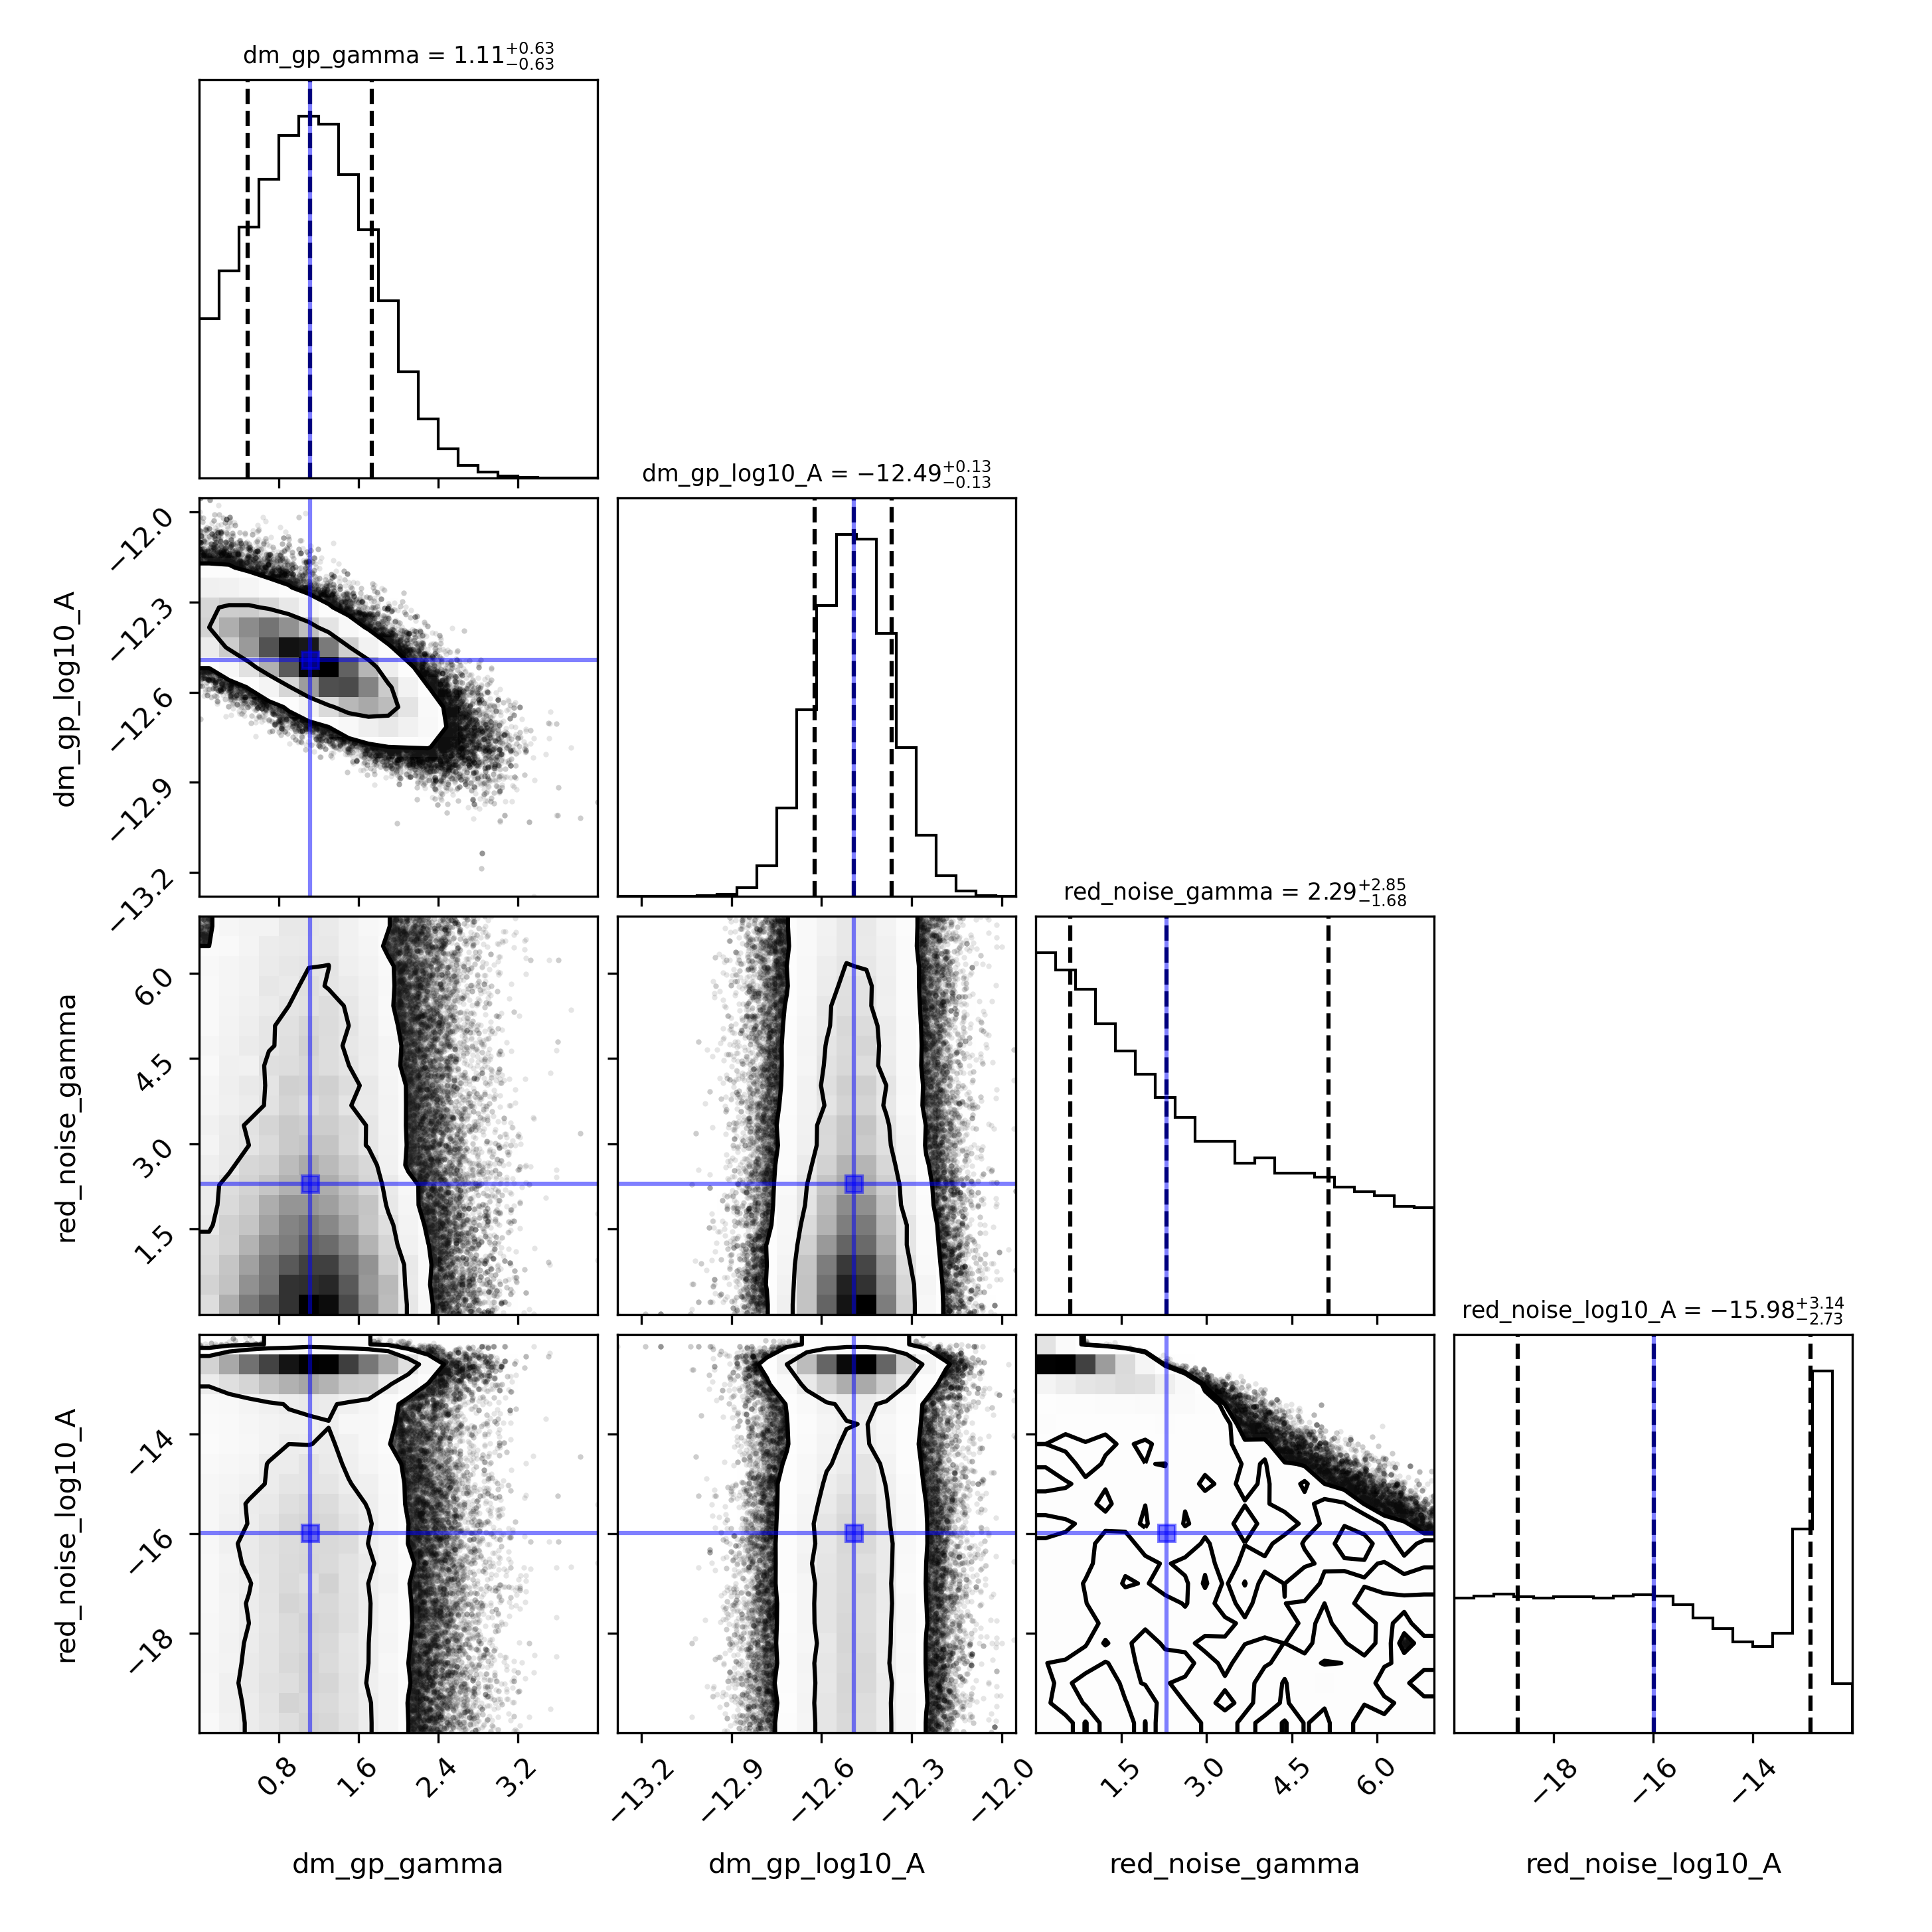 dm_gp_gamma = 1.11^{+0.63}_{−0.63}
dm_gp_log10_A = −12.49^{+0.13}_{−0.13}
−12.0
−12.3
−12.6
−12.9
−13.2
dm_gp_log10_A
red_noise_gamma = 2.29^{+2.85}_{−1.68}
6.0
4.5
3.0
1.5
red_noise_gamma
red_noise_log10_A = −15.98^{+3.14}_{−2.73}
−14
−16
−18
red_noise_log10_A
0.8 1.6 2.4 3.2
−13.2 −12.9 −12.6 −12.3 −12.0
1.5 3.0 4.5 6.0
−18 −16 −14
dm_gp_gamma dm_gp_log10_A red_noise_gamma red_noise_log10_A